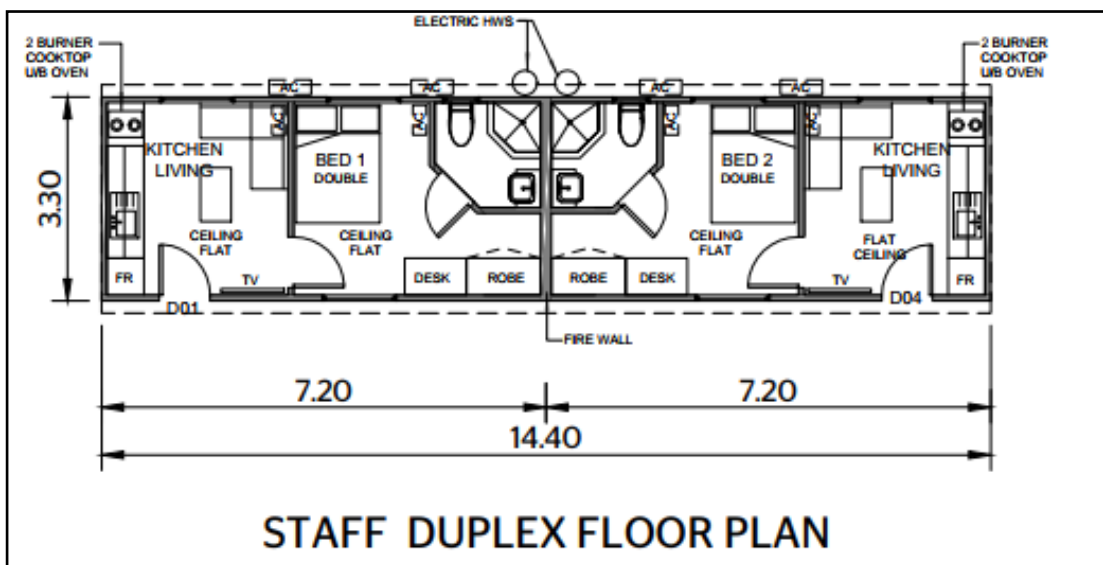 ELECTRIC HWS
2 BURNER
COOKTOP
U/B OVEN
2 BURNER
COOKTOP
U/B OVEN
AC
AC
AC
AC
AC
AC
AC
AC
KITCHEN
LIVING
BED 1
DOUBLE
BED 2
DOUBLE
KITCHEN
LIVING
3.30
CEILING
FLAT
CEILING
FLAT
CEILING
FLAT
FLAT
CEILING
FR
TV
DESK
ROBE
ROBE
DESK
TV
FR
D01
D04
FIRE WALL
7.20
7.20
14.40
STAFF DUPLEX FLOOR PLAN